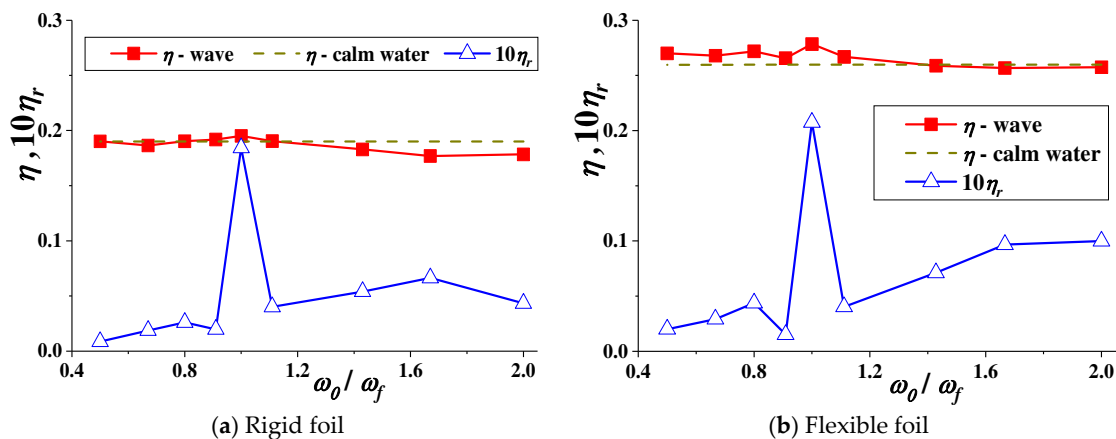 0.3
η - wave η - calm water 10ηr
0.2
0.1
0.0
η ,10ηr
0.4 0.8 1.2 1.6 2.0
ω0 / ωf
(a) Rigid foil
0.3
0.2
0.1
0.0
η ,10ηr
η - wave
η - calm water
10ηr
0.4 0.8 1.2 1.6 2.0
ω0 / ωf
(b) Flexible foil